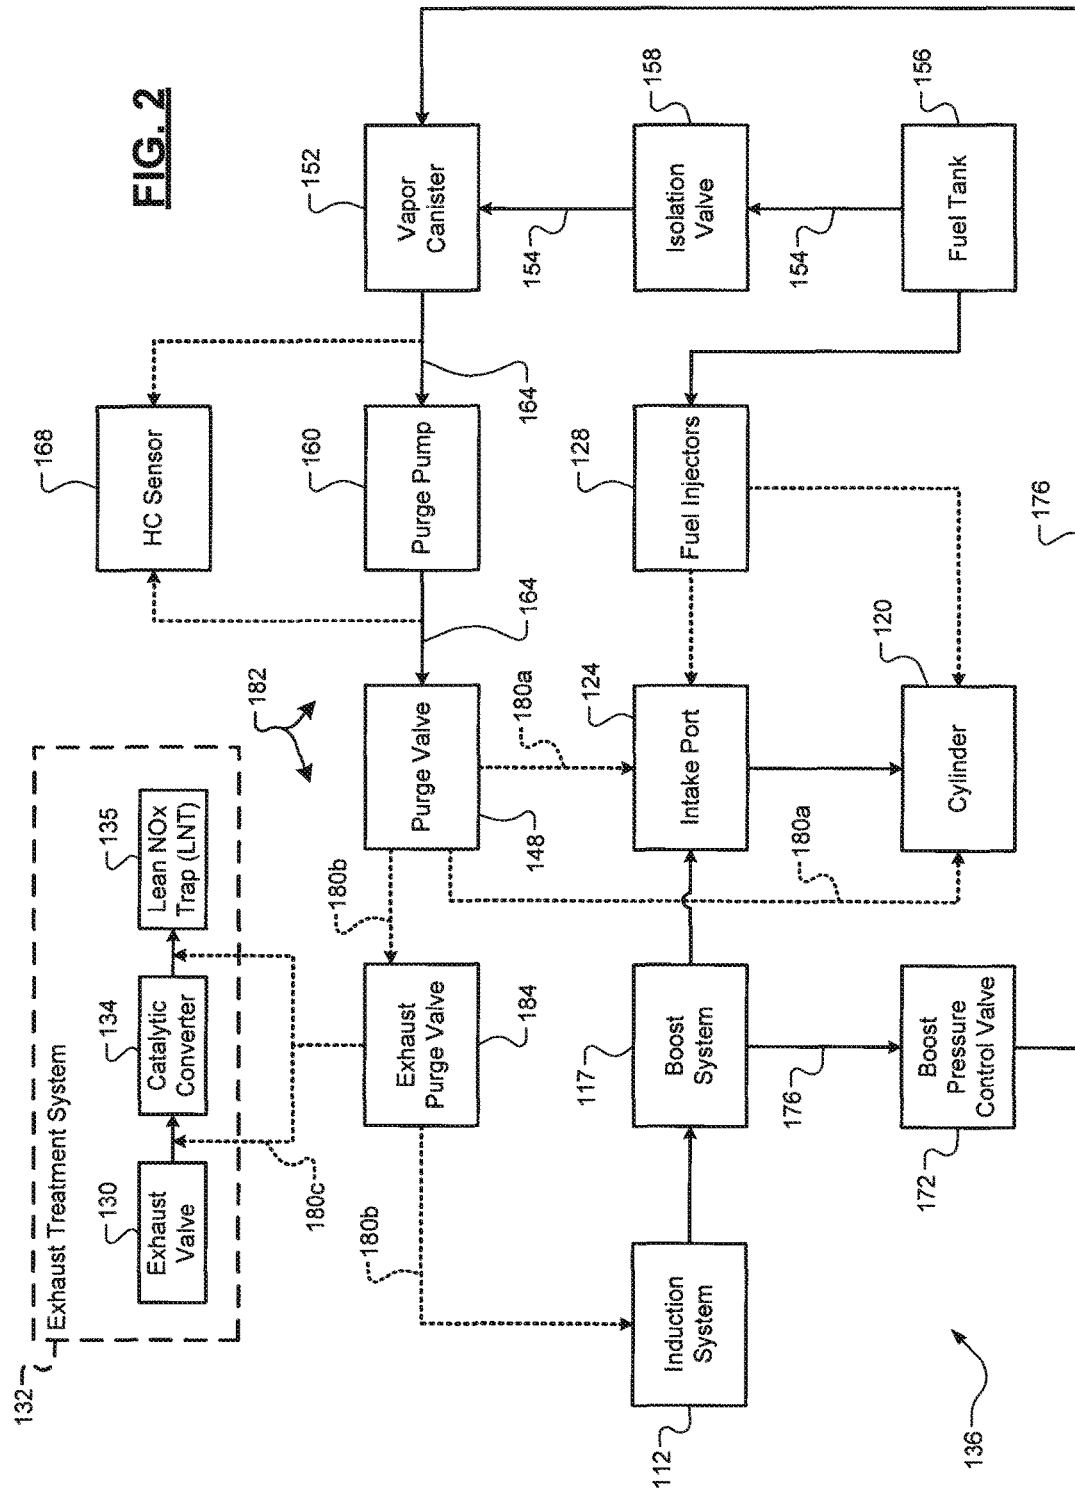 FIG. 2
132
Exhaust Treatment System
130
Exhaust
Valve
134
Catalytic
Converter
135
Lean NOx
Trap (LNT)
168
HC Sensor
182
180c
180b
180b
Exhaust
Purge Valve
184
Purge Valve
148
160
Purge Pump
164
164
152
Vapor
Canister
180a
154
112
Induction
System
117
Boost
System
124
Intake Port
128
Fuel Injectors
158
Isolation
Valve
176
180a
154
172
Boost
Pressure
Control Valve
120
Cylinder
156
Fuel Tank
136
176